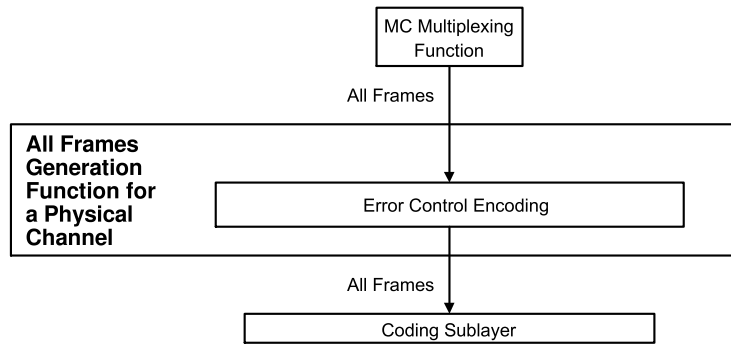 MC Multiplexing
Function
All Frames
All Frames
Generation
Function for
a Physical
Channel
Error Control Encoding
All Frames
Coding Sublayer